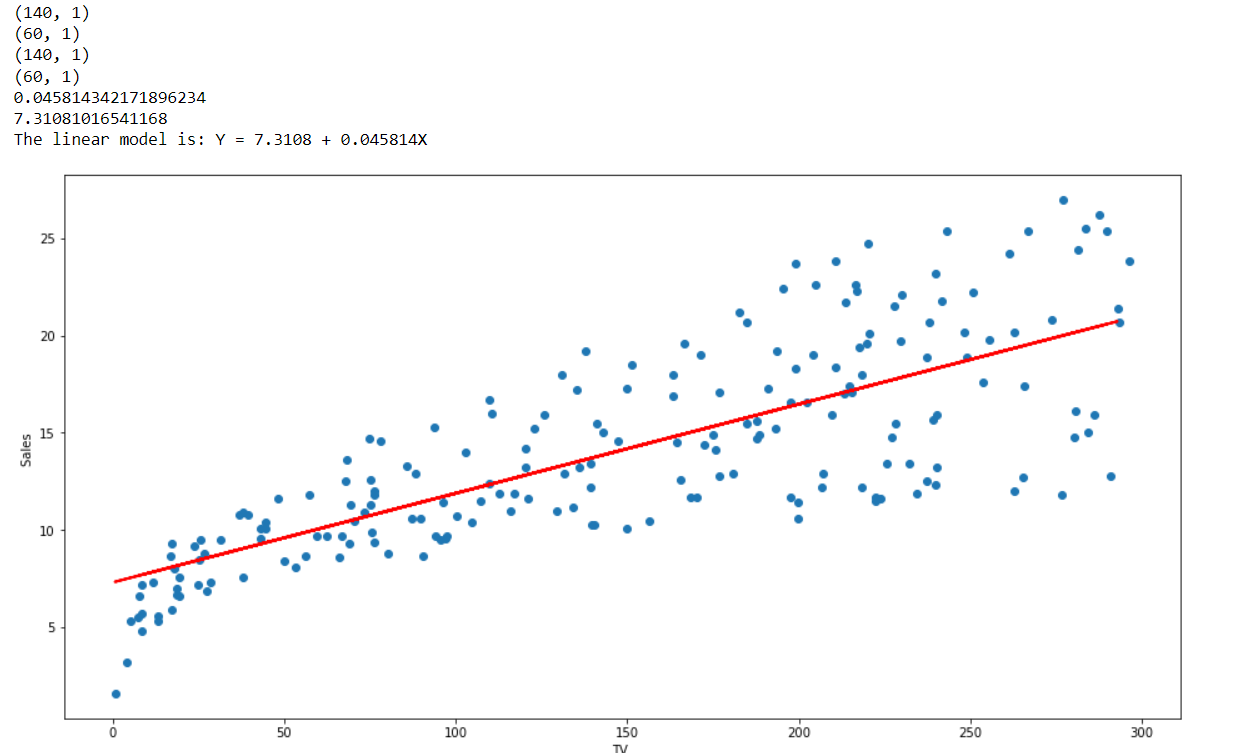 (140, 1)
(60, 1)
(140, 1)
(60, 1)
0.045814342171896234
7.31081016541168
The linear model is: Y = 7.3108 + 0.045814X
25
20
15
10
5
Sales
0 50 100 150 200 250 300
TV